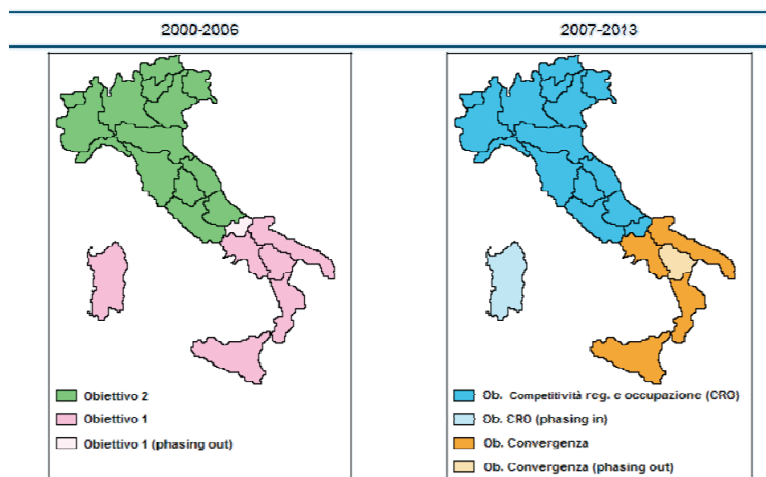 2000-2006
2007-2013
Obiettivo 2
Obiettivo 1
Obiettivo 1 (phasing out)
Ob. Competitività reg. e occupazione (CRO)
Ob. CRO (phasing in)
Ob. Convergenza
Ob. Convergenza (phasing out)